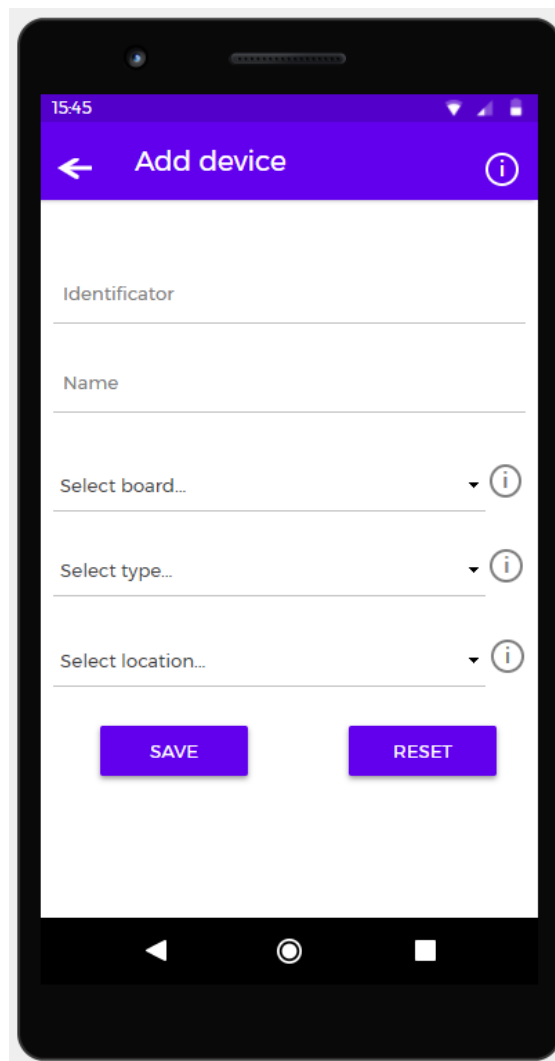 15:45
Add device
Identificator
Name
Select board...
Select type...
Select location...
SAVE RESET